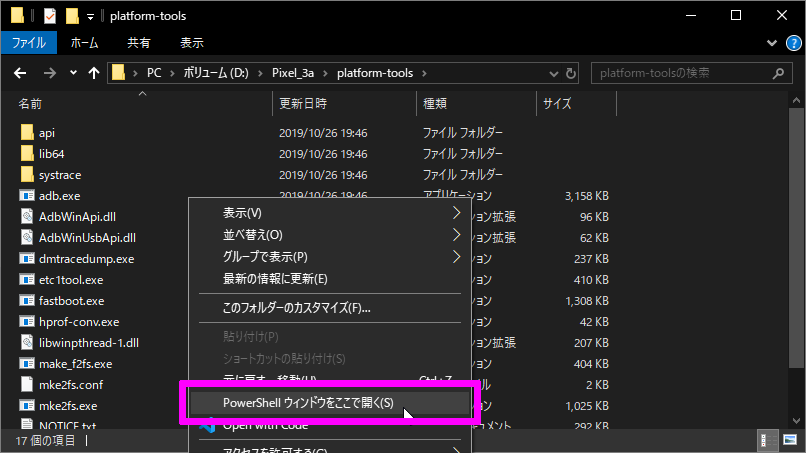 platform-tools
ファイル ホーム 共有 表示
PC ボリューム (D:) Pixel_3a platform-tools platform-toolsの検索
名前 更新日時 種類 サイズ
api 2019/10/26 19:46 ファイル フォルダー
lib64 2019/10/26 19:46 ファイル フォルダー
systrace 2019/10/26 19:46 ファイル フォルダー
adb.exe 2019/10/26 19:46 アプリケーション 3,158 KB
AdbWinApi.dll 表示(V) ション拡張 96 KB
AdbWinUsbApi.dll 並べ替え(O) ション拡張 62 KB
dmtracedump.exe グループで表示(P) ション 237 KB
etc1tool.exe 最新の情報に更新(E) ション 410 KB
fastboot.exe このフォルダーのカスタマイズ(F)... ション 1,308 KB
hprof-conv.exe ション 42 KB
libwinpthread-1.dll 貼り付け(P) ション拡張 207 KB
make_f2fs.exe ショートカットの貼り付け(S) ション 404 KB
mke2fs.conf 元に戻す - 移動(U) Ctrl+Z ル 2 KB
mke2fs.exe PowerShell ウィンドウをここで開く(S) ション 1,025 KB
NOTICE.txt Open with Code キュメント 292 KB
17 個の項目 アクセスを許可する(G)